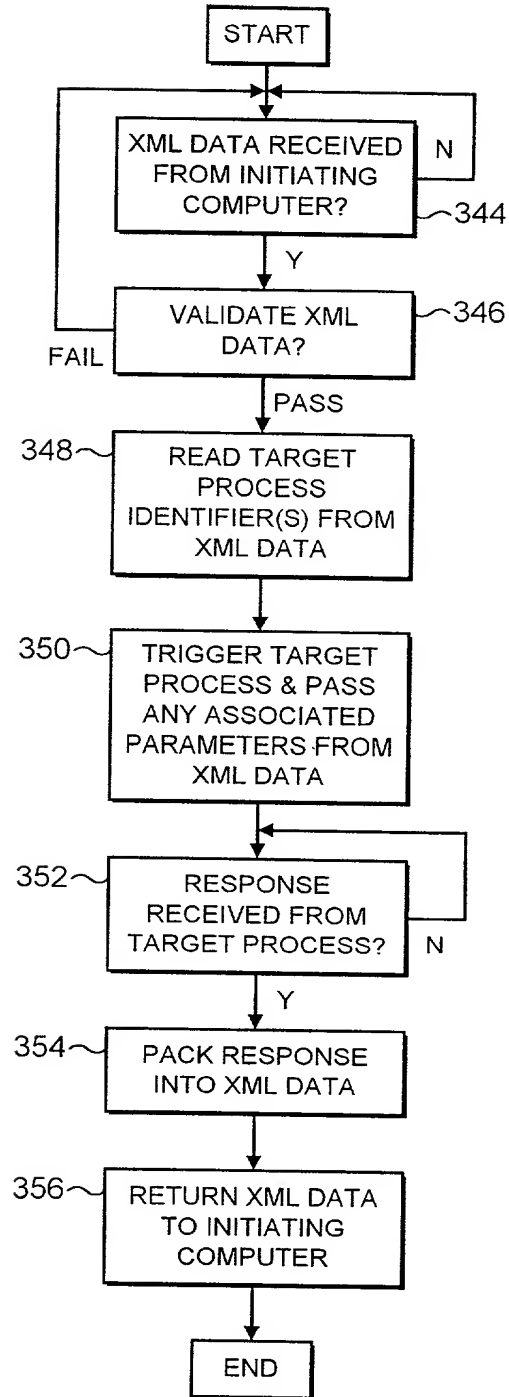 START
XML DATA RECEIVED
FROM INITIATING
COMPUTER?
N
344
Y
VALIDATE XML
DATA?
346
FAIL
PASS
348
READ TARGET
PROCESS
IDENTIFIER(S) FROM
XML DATA
350
TRIGGER TARGET
PROCESS & PASS
ANY ASSOCIATED
PARAMETERS FROM
XML DATA
352
RESPONSE
RECEIVED FROM
TARGET PROCESS?
N
Y
354
PACK RESPONSE
INTO XML DATA
356
RETURN XML DATA
TO INITIATING
COMPUTER
END